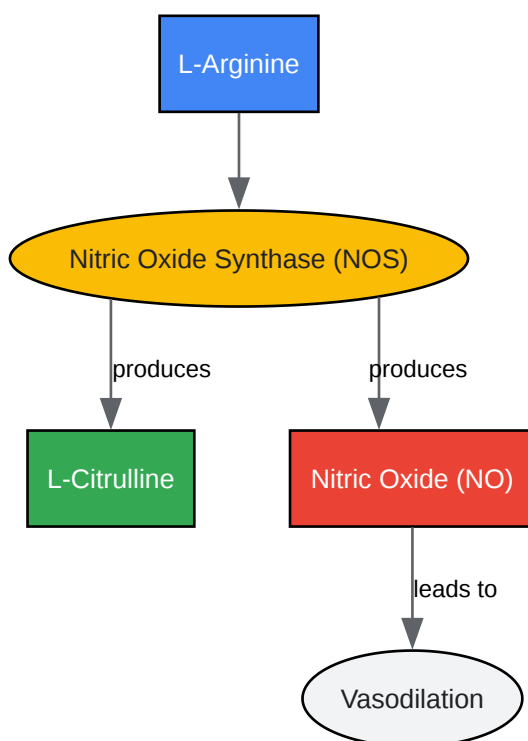 L-Arginine
Nitric Oxide Synthase (NOS)
produces
produces
L-Citrulline
Nitric Oxide (NO)
leads to
Vasodilation